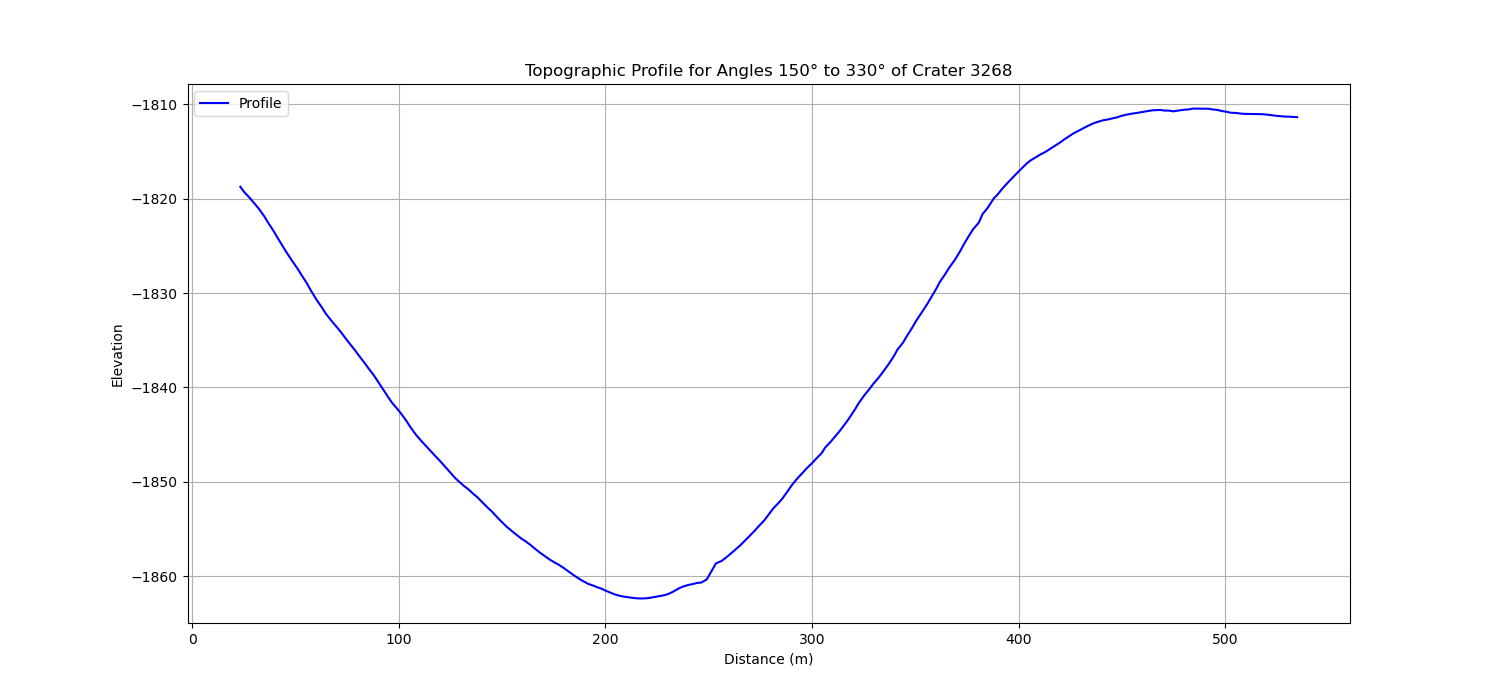 Topographic Profile for Angles 150° to 330° of Crater 3268
Profile
−1810
−1820
−1830
−1840
−1850
−1860
Elevation
0 100 200 300 400 500
Distance (m)